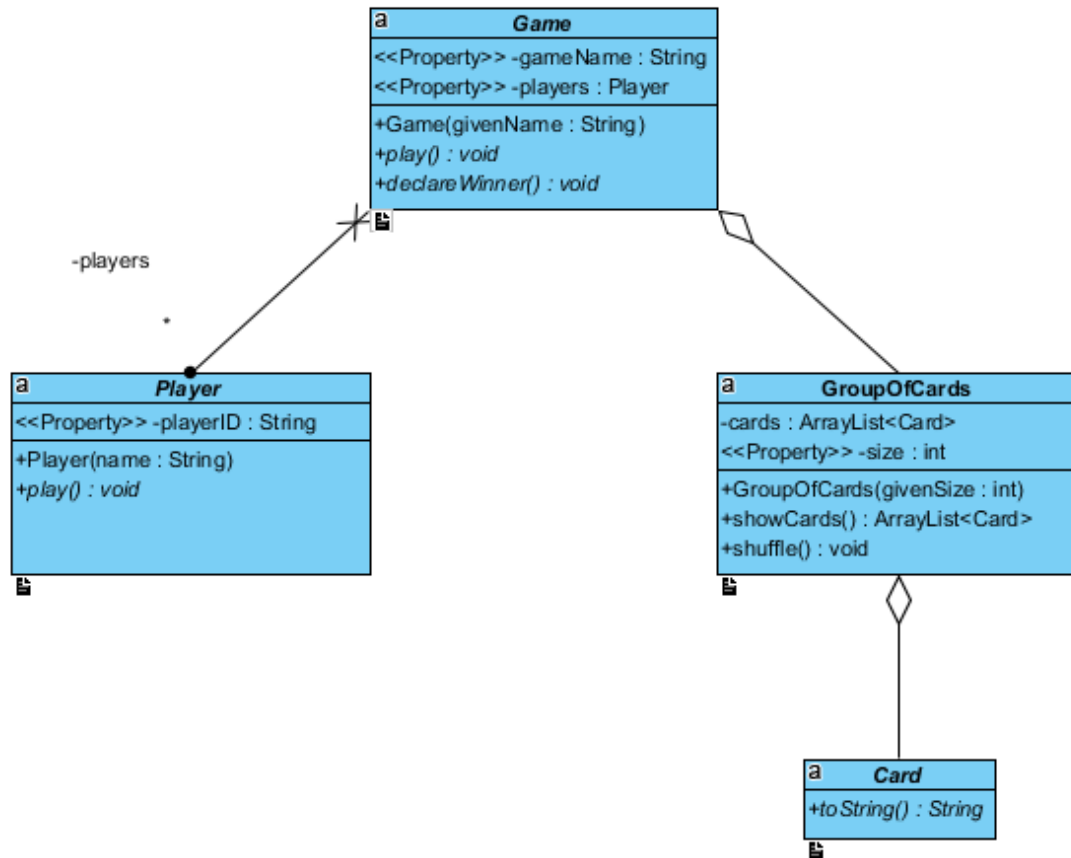 a
Game
<<Property>> -gameName : String
<<Property>> -players : Player
+Game(givenName : String)
+play() : void
+declareWinner() : void
-players
*
a
Player
<<Property>> -playerID : String
+Player(name : String)
+play() : void
a
GroupOfCards
-cards : ArrayList<Card>
<<Property>> -size : int
+GroupOfCards(givenSize : int)
+showCards() : ArrayList<Card>
+shuffle() : void
a
Card
+toString() : String